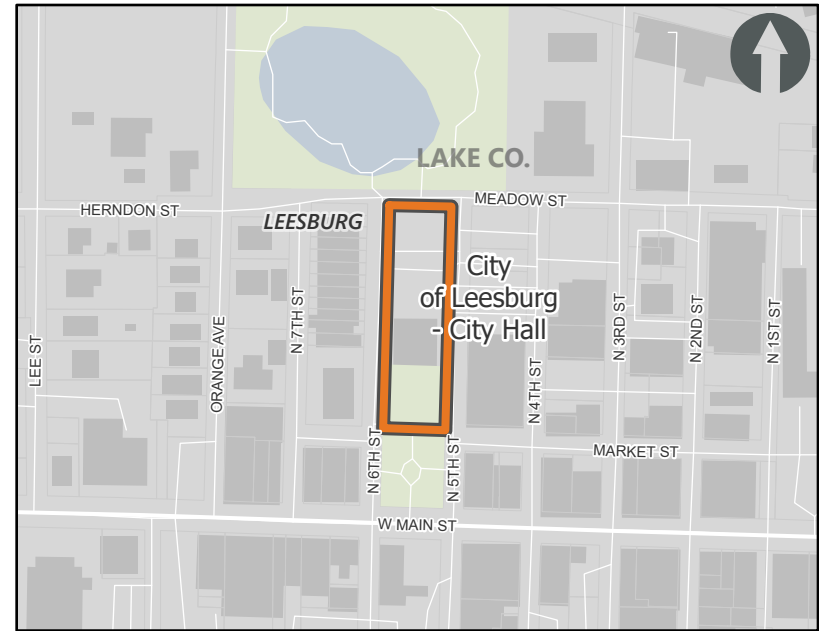 LAKE CO.
MEADOW ST
HERNDON ST
LEESBURG
City
of Leesburg
- City Hall
LEE ST
ORANGE AVE
N 7TH ST
N 6TH ST
N 5TH ST
N 4TH ST
N 3RD ST
N 2ND ST
N 1ST ST
MARKET ST
W MAIN ST